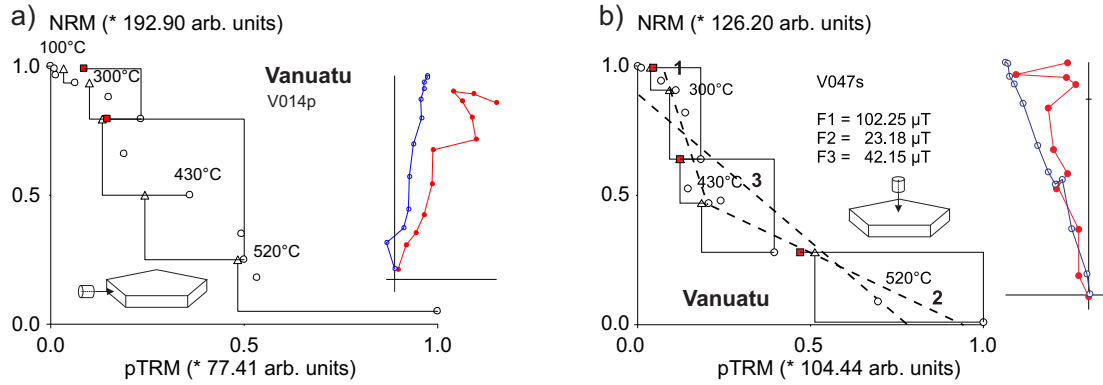 a)
NRM (* 192.90 arb. units)
100°C
1.0
300°C
Vanuatu
V014p
0.5
430°C
520°C
0.0
0.0
0.5
1.0
pTRM (* 77.41 arb. units)
b)
NRM (* 126.20 arb. units)
1.0
1
300°C
V047s
F1 = 102.25 µT
F2 = 23.18 µT
F3 = 42.15 µT
0.5
430°C
3
520°C
Vanuatu
2
0.0
0.0
0.5
1.0
pTRM (* 104.44 arb. units)